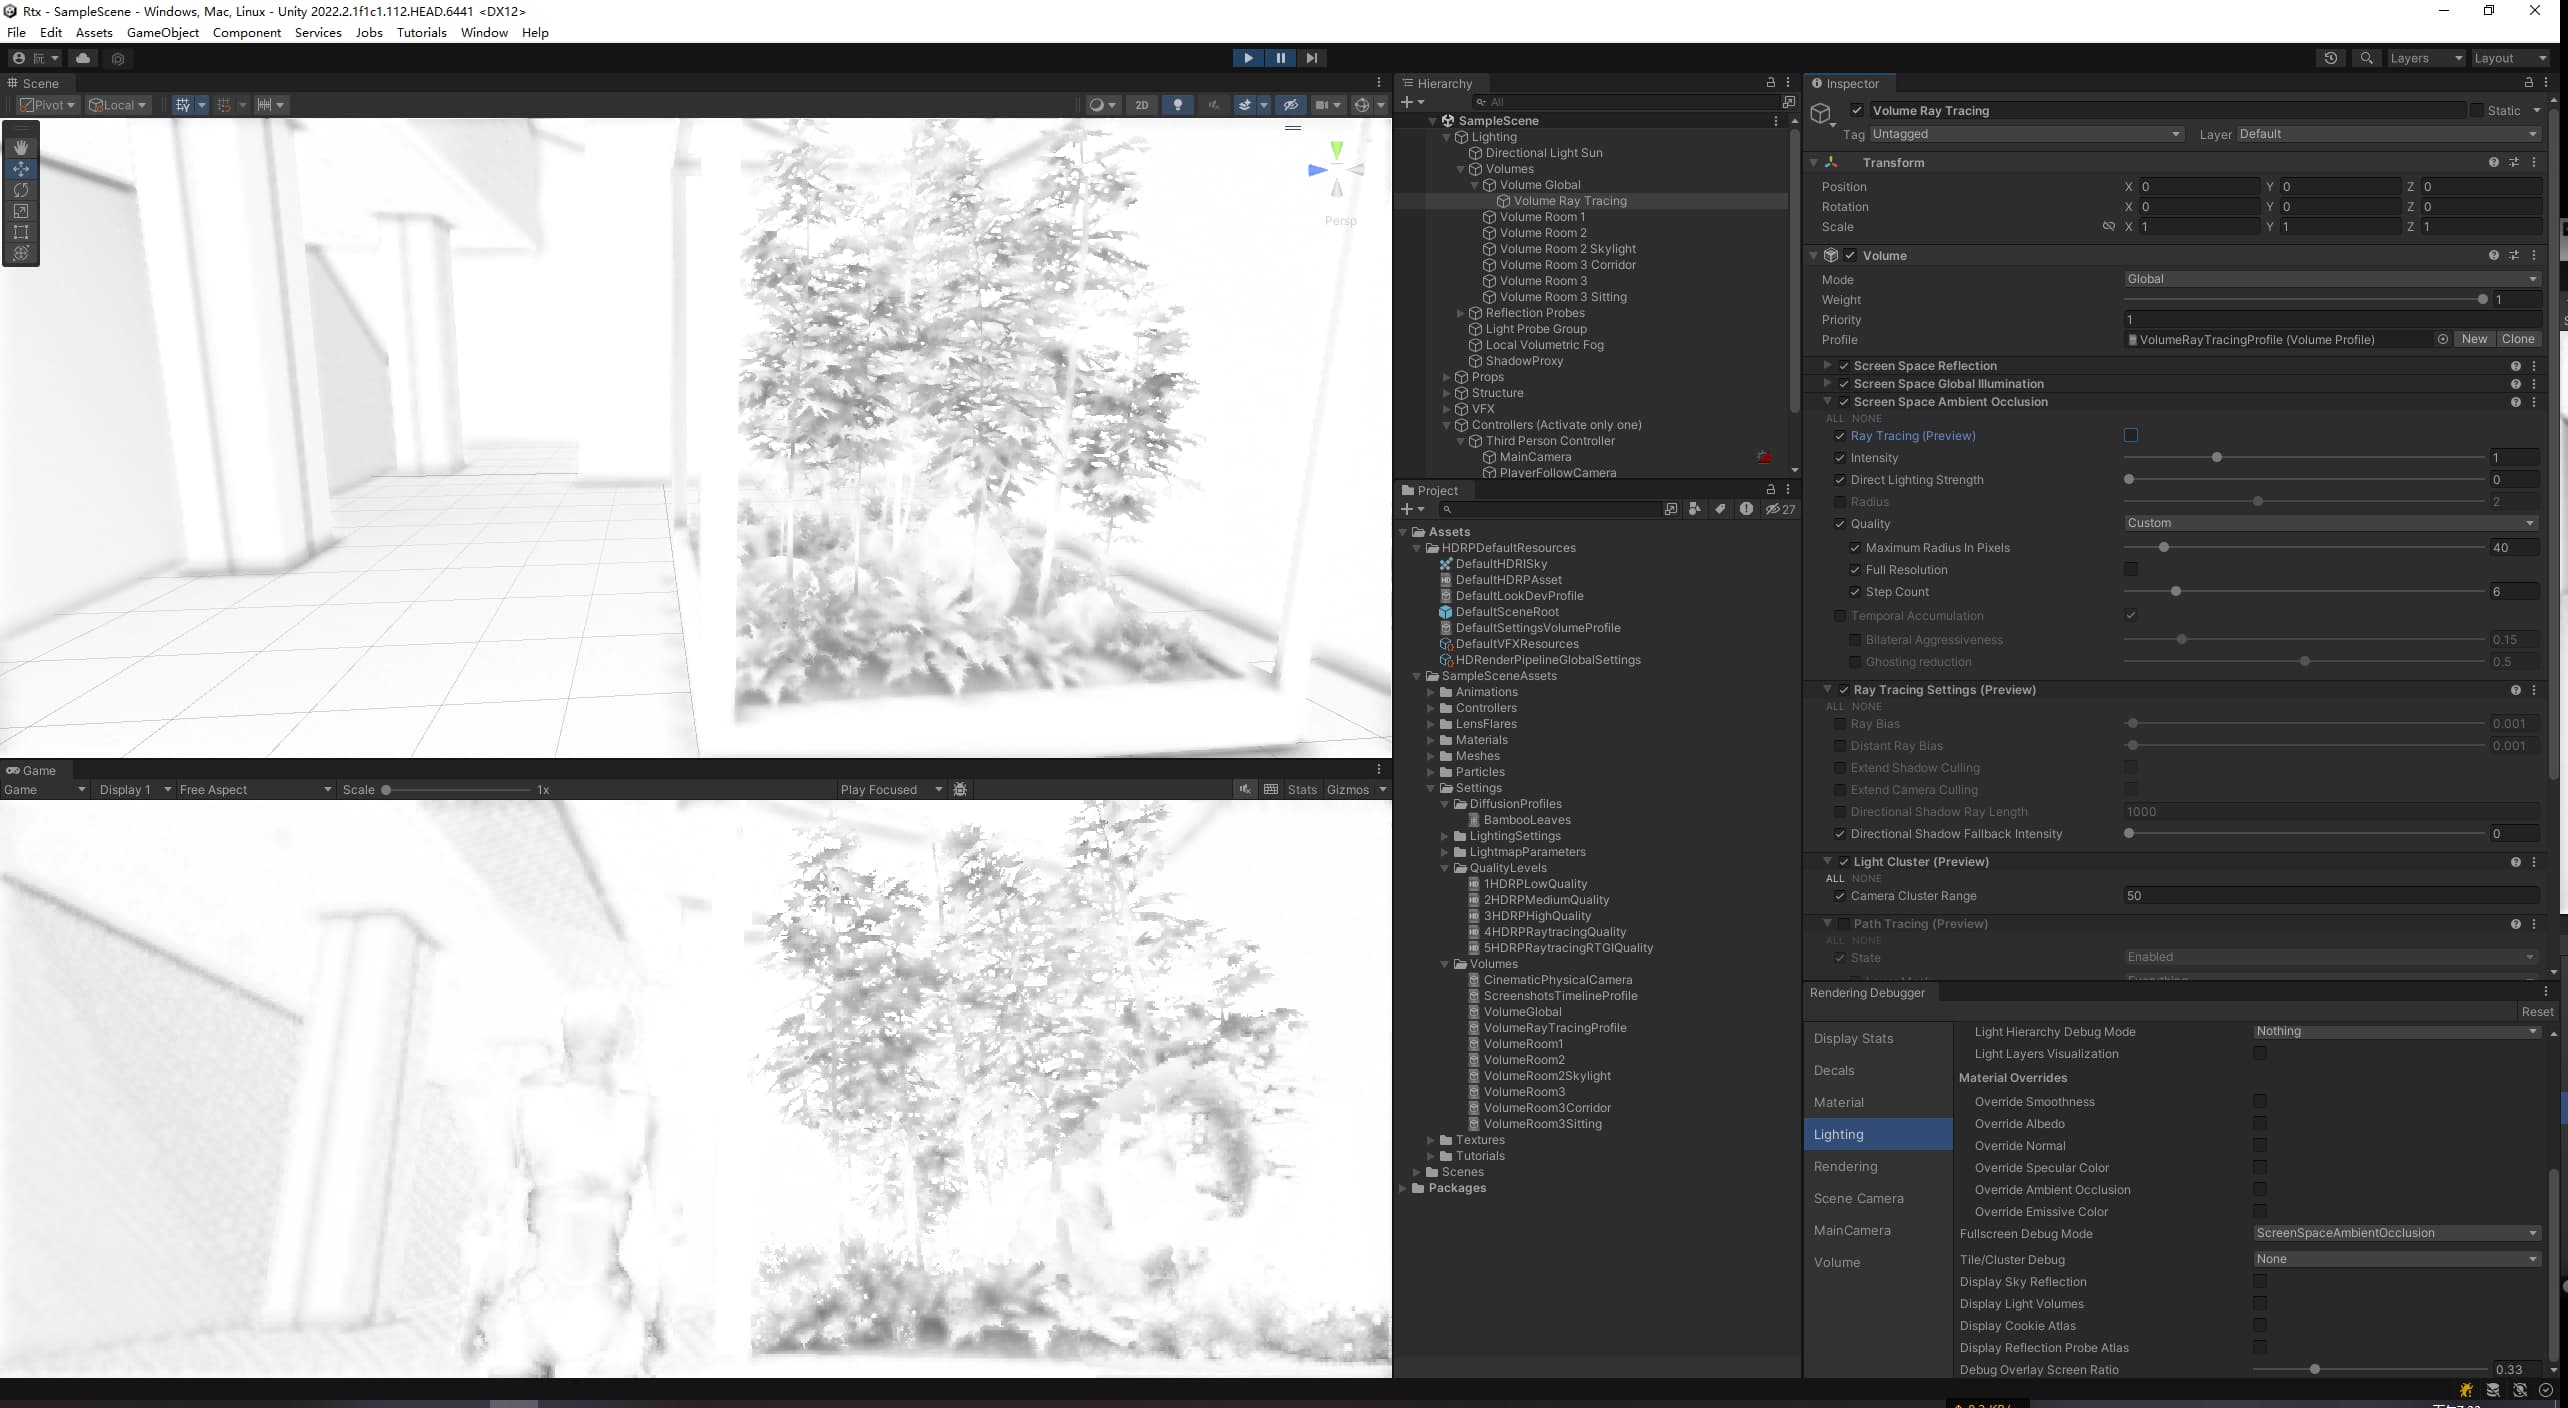 Rtx - SampleScene - Windows, Mac, Linux - Unity 2022.2.1f1c1.112.HEAD.6441 <DX12>
File Edit Assets GameObject Component Services Jobs Tutorials Window Help
Layers Layout
Scene
Pivot Local 2D
Persp
Game
Game Display 1 Free Aspect Scale 1x Play Focused Stats Gizmos
Hierarchy
All
SampleScene
Lighting
Directional Light Sun
Volumes
Volume Global
Volume Ray Tracing
Volume Room 1
Volume Room 2
Volume Room 2 Skylight
Volume Room 3 Corridor
Volume Room 3
Volume Room 3 Sitting
Reflection Probes
Light Probe Group
Local Volumetric Fog
ShadowProxy
Props
Structure
VFX
Controllers (Activate only one)
Third Person Controller
MainCamera
PlayerFollowCamera
Project
27
Assets
HDRPDefaultResources
DefaultHDRISky
DefaultHDRPAsset
DefaultLookDevProfile
DefaultSceneRoot
DefaultSettingsVolumeProfile
DefaultVFXResources
HDRenderPipelineGlobalSettings
SampleSceneAssets
Animations
Controllers
LensFlares
Materials
Meshes
Particles
Settings
DiffusionProfiles
BambooLeaves
LightingSettings
LightmapParameters
QualityLevels
1HDRPLowQuality
2HDRPMediumQuality
3HDRPHighQuality
4HDRPRaytracingQuality
5HDRPRaytracingRTGIQuality
Volumes
CinematicPhysicalCamera
ScreenshotsTimelineProfile
VolumeGlobal
VolumeRayTracingProfile
VolumeRoom1
VolumeRoom2
VolumeRoom2Skylight
VolumeRoom3
VolumeRoom3Corridor
VolumeRoom3Sitting
Textures
Tutorials
Scenes
Packages
Inspector
Volume Ray Tracing Static
Tag Untagged Layer Default
Transform
Position X 0 Y 0 Z 0
Rotation X 0 Y 0 Z 0
Scale X 1 Y 1 Z 1
Volume
Mode Global
Weight 1
Priority 1
Profile VolumeRayTracingProfile (Volume Profile) New Clone
Screen Space Reflection
Screen Space Global Illumination
Screen Space Ambient Occlusion
ALL NONE
Ray Tracing (Preview)
Intensity 1
Direct Lighting Strength 0
Radius 2
Quality Custom
Maximum Radius In Pixels 40
Full Resolution
Step Count 6
Temporal Accumulation
Bilateral Aggressiveness 0.15
Ghosting reduction 0.5
Ray Tracing Settings (Preview)
ALL NONE
Ray Bias 0.001
Distant Ray Bias 0.001
Extend Shadow Culling
Extend Camera Culling
Directional Shadow Ray Length 1000
Directional Shadow Fallback Intensity 0
Light Cluster (Preview)
ALL NONE
Camera Cluster Range 50
Path Tracing (Preview)
ALL NONE
State Enabled
Rendering Debugger
Reset
Display Stats
Decals
Material
Lighting
Rendering
Scene Camera
MainCamera
Volume
Light Hierarchy Debug Mode Nothing
Light Layers Visualization
Material Overrides
Override Smoothness
Override Albedo
Override Normal
Override Specular Color
Override Ambient Occlusion
Override Emissive Color
Fullscreen Debug Mode ScreenSpaceAmbientOcclusion
Tile/Cluster Debug None
Display Sky Reflection
Display Light Volumes
Display Cookie Atlas
Display Reflection Probe Atlas
Debug Overlay Screen Ratio 0.33